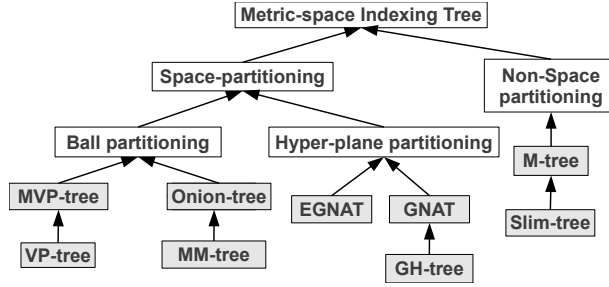 Metric-space Indexing Tree
Space-partitioning
Non-Space
partitioning
Ball partitioning
Hyper-plane partitioning
M-tree
MVP-tree
Onion-tree
EGNAT
GNAT
Slim-tree
VP-tree
MM-tree
GH-tree